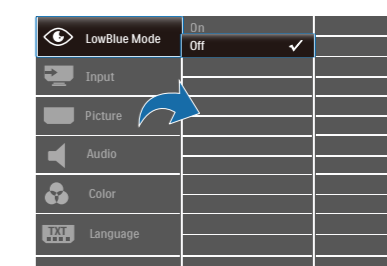 LowBlue Mode
On
Off
Input
Picture
Audio
Color
TXT
Language